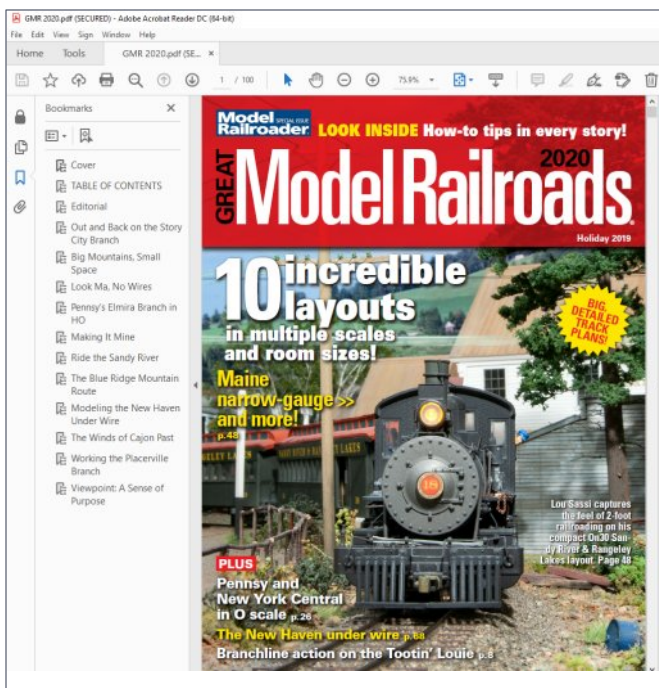 GMR 2020.pdf (SECURED) - Adobe Acrobat Reader DC (64-bit)
File Edit View Sign Window Help
Home Tools GMR 2020.pdf (SE... ×
1 / 100 75.9%
Bookmarks ×
Cover
TABLE OF CONTENTS
Editorial
Out and Back on the Story
City Branch
Big Mountains, Small
Space
Look Ma, No Wires
Pennsy's Elmira Branch in
HO
Making It Mine
Ride the Sandy River
The Blue Ridge Mountain
Route
Modeling the New Haven
Under Wire
The Winds of Cajon Past
Working the Placerville
Branch
Viewpoint: A Sense of
Purpose
Model SPECIAL ISSUE
Railroader
LOOK INSIDE How-to tips in every story!
GREAT
Model Railroads
2020
Holiday 2019
10 incredible
layouts
in multiple scales
and room sizes!
BIG,
DETAILED
TRACK
PLANS!
Maine
narrow-gauge >>
and more!
p.48
GELEY LAKES
SANDY RIVER & RANGELEY LAKES
18
Lou Sassi captures
the feel of 2-foot
railroading on his
compact On30 San-
dy River & Rangeley
Lakes layout. Page 48
PLUS
Pennsy and
New York Central
in O scale p.26
The New Haven under wire p.68
Branchline action on the Tootin' Louie p.8